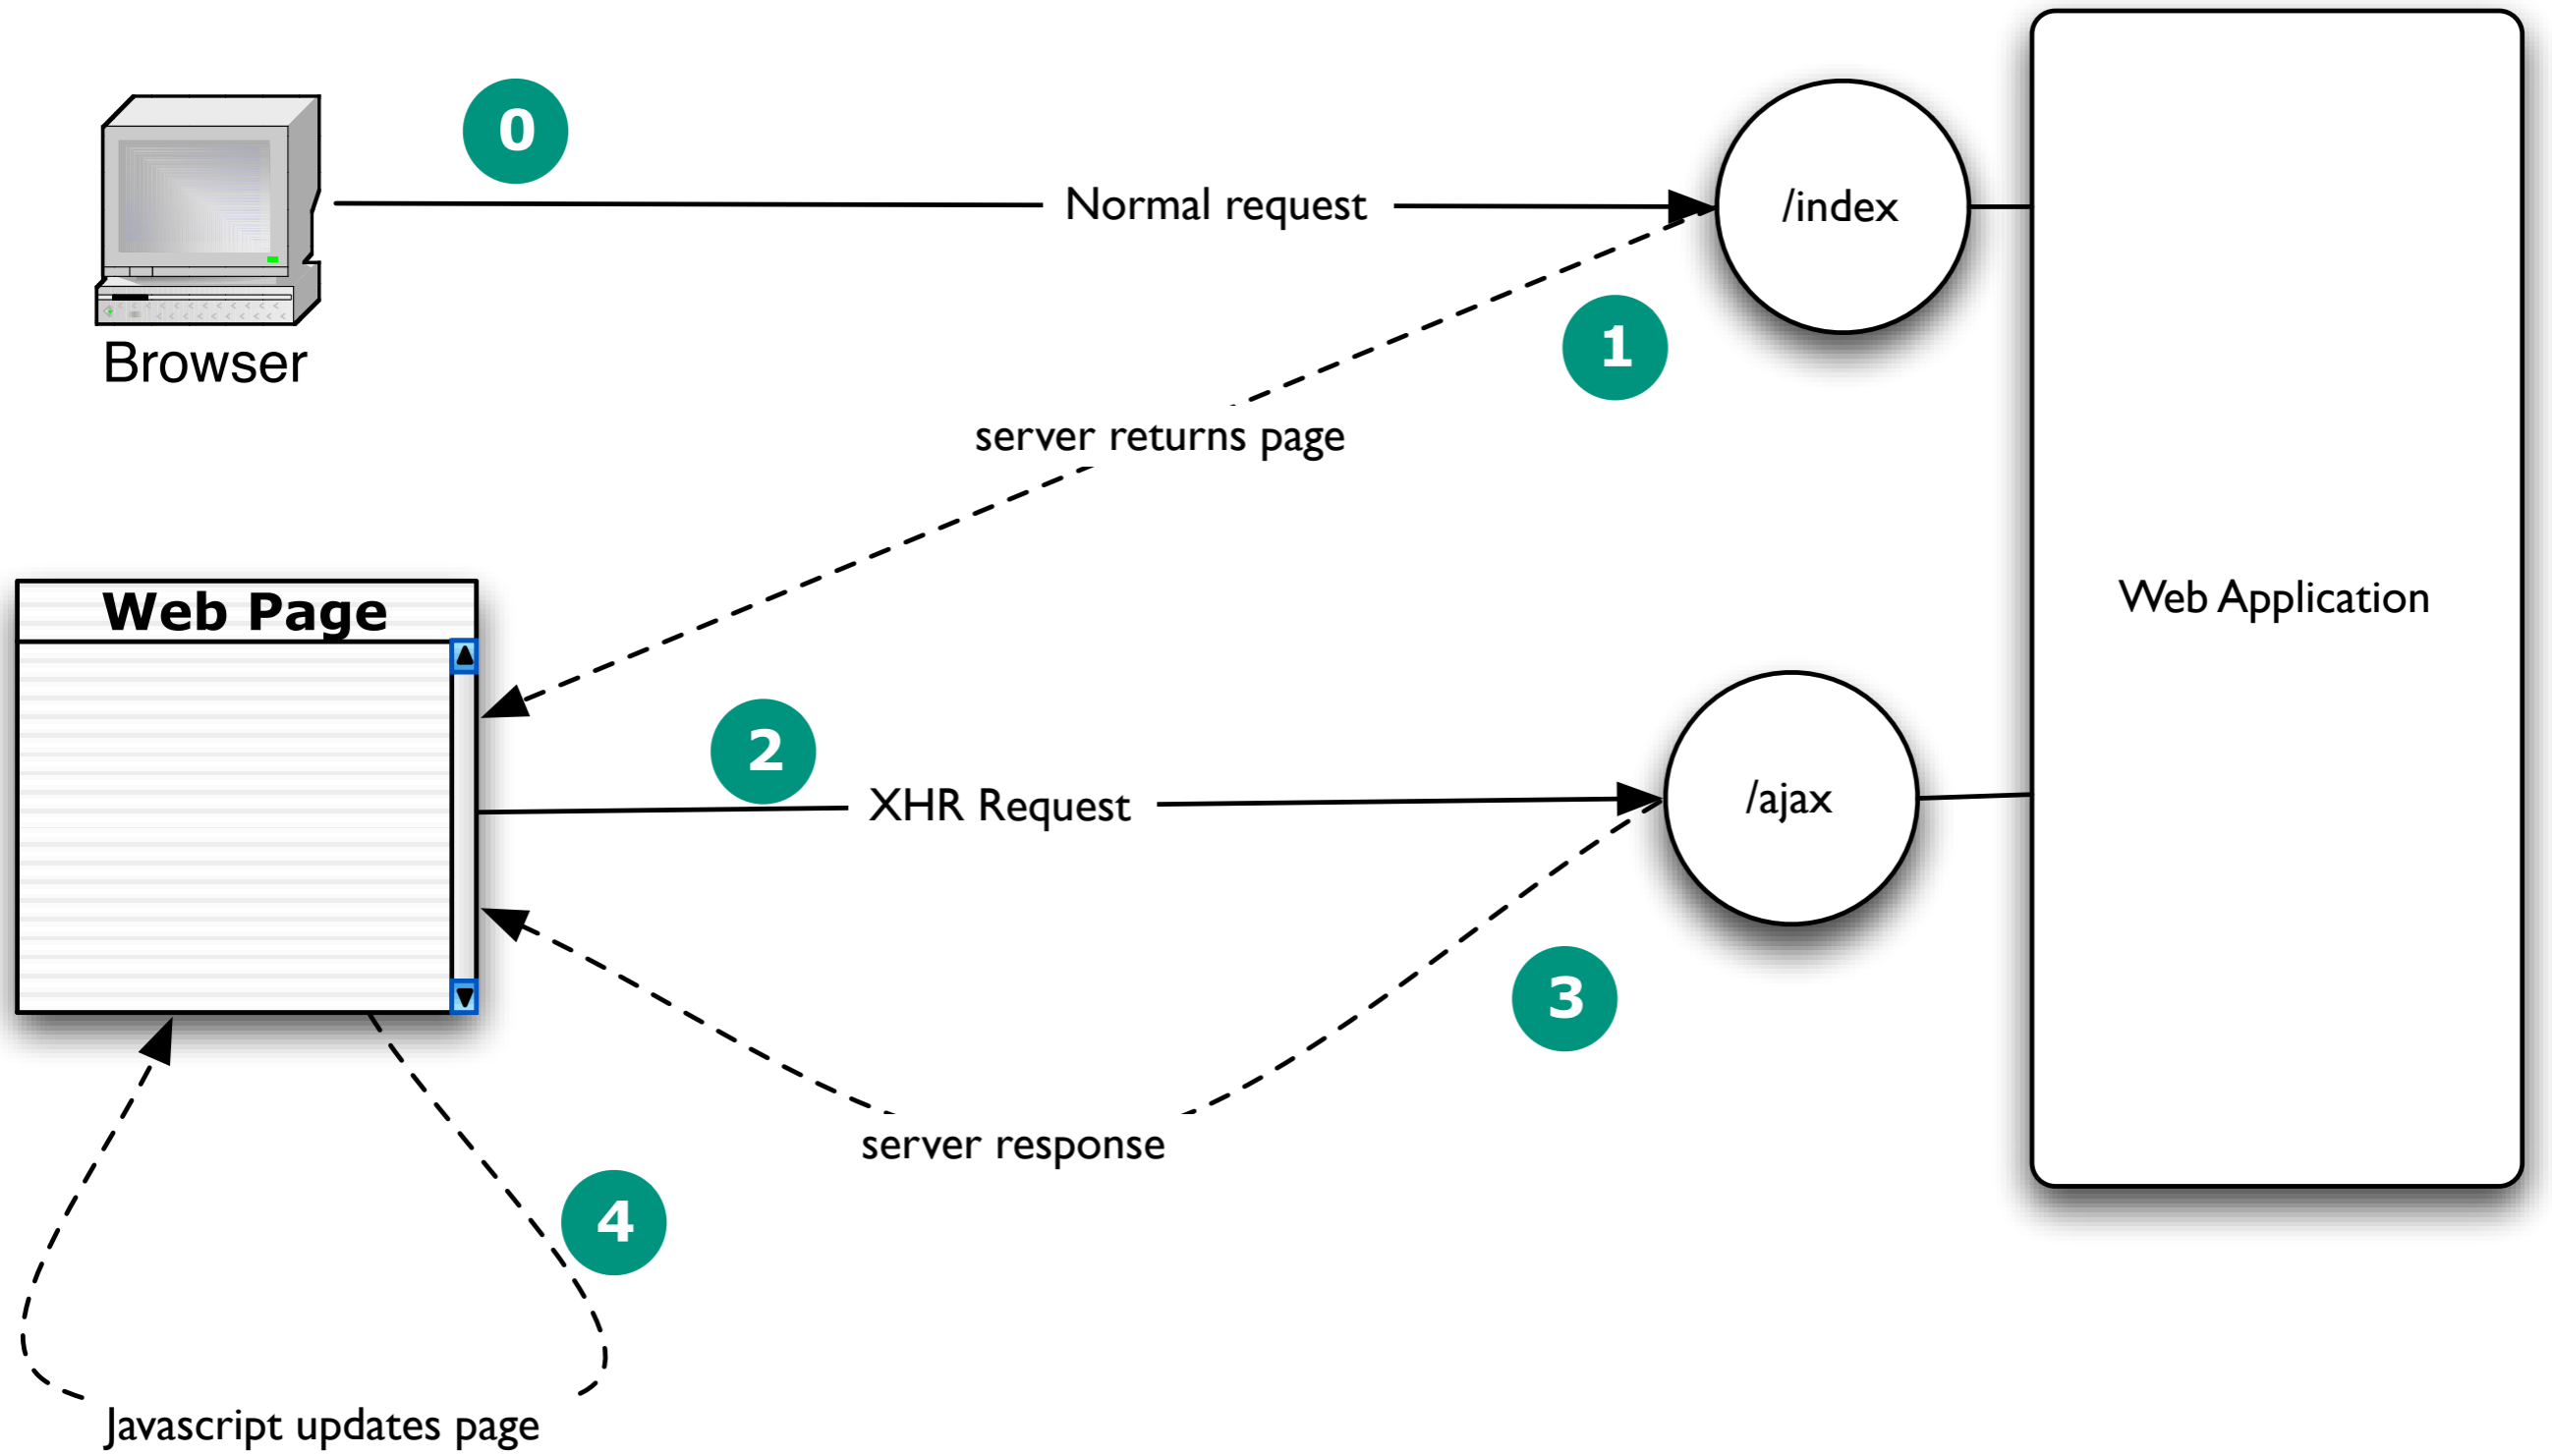 0
Normal request
/index
Browser
1
server returns page
Web Page
Web Application
2
XHR Request
/ajax
3
server response
4
Javascript updates page